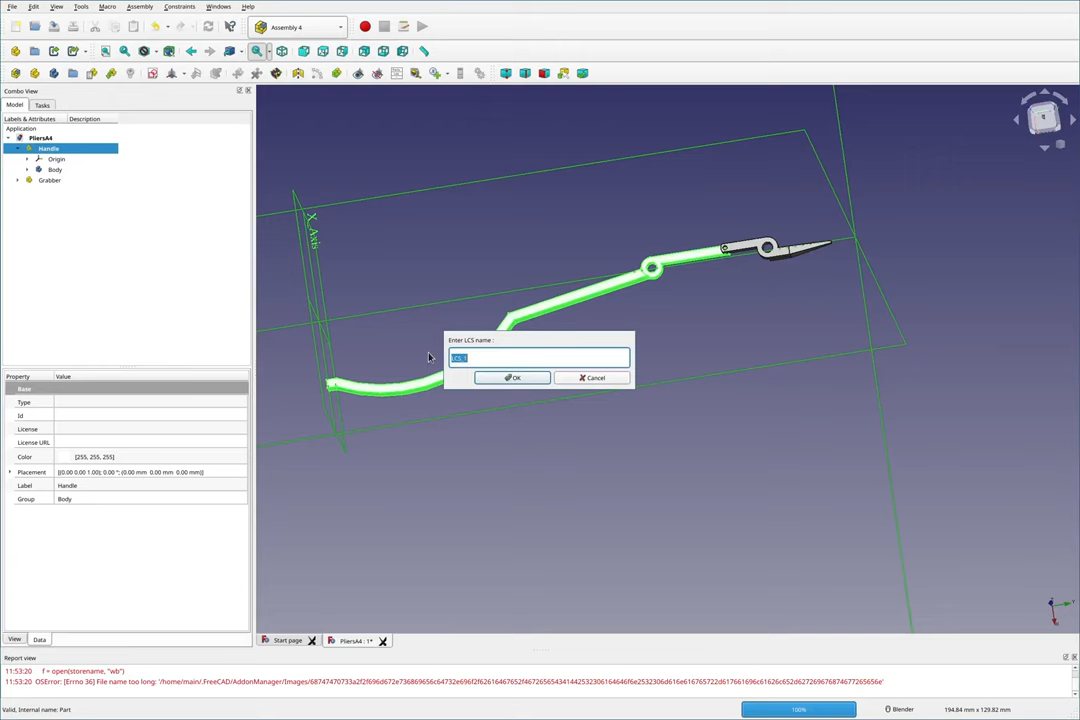 File Edit View Tools Macro Assembly Constraints Windows Help
Assembly 4
Combo View
Model Tasks
Labels & Attributes Description
Application
PliersA4
Handle
Origin
Body
Grabber
X_Axis
Enter LCS name :
LCS_1
OK Cancel
Property Value
Base
Type
Id
License
License URL
Color [255, 255, 255]
Placement [(0.00 0.00 1.00); 0.00 °; (0.00 mm 0.00 mm 0.00 mm)]
Label Handle
Group Body
View Data
Start page PliersA4 : 1*
Report view
11:53:20 f = open(storename, "wb")
11:53:20 OSError: [Errno 36] File name too long:
Valid, Internal name: Part 100% Blender 194.84 mm x 129.82 mm